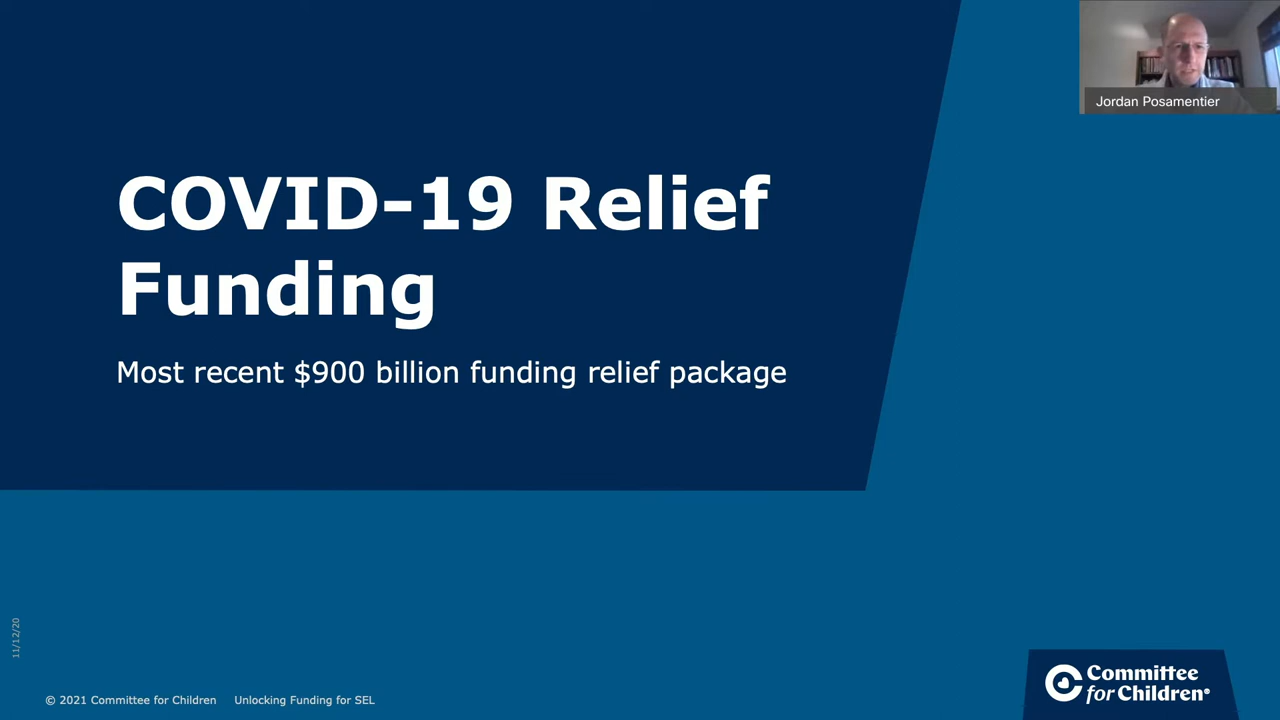 Jordan Posamentier
COVID-19 Relief
Funding
Most recent $900 billion funding relief package
11/12/20
© 2021 Committee for Children Unlocking Funding for SEL
Committee
for Children®